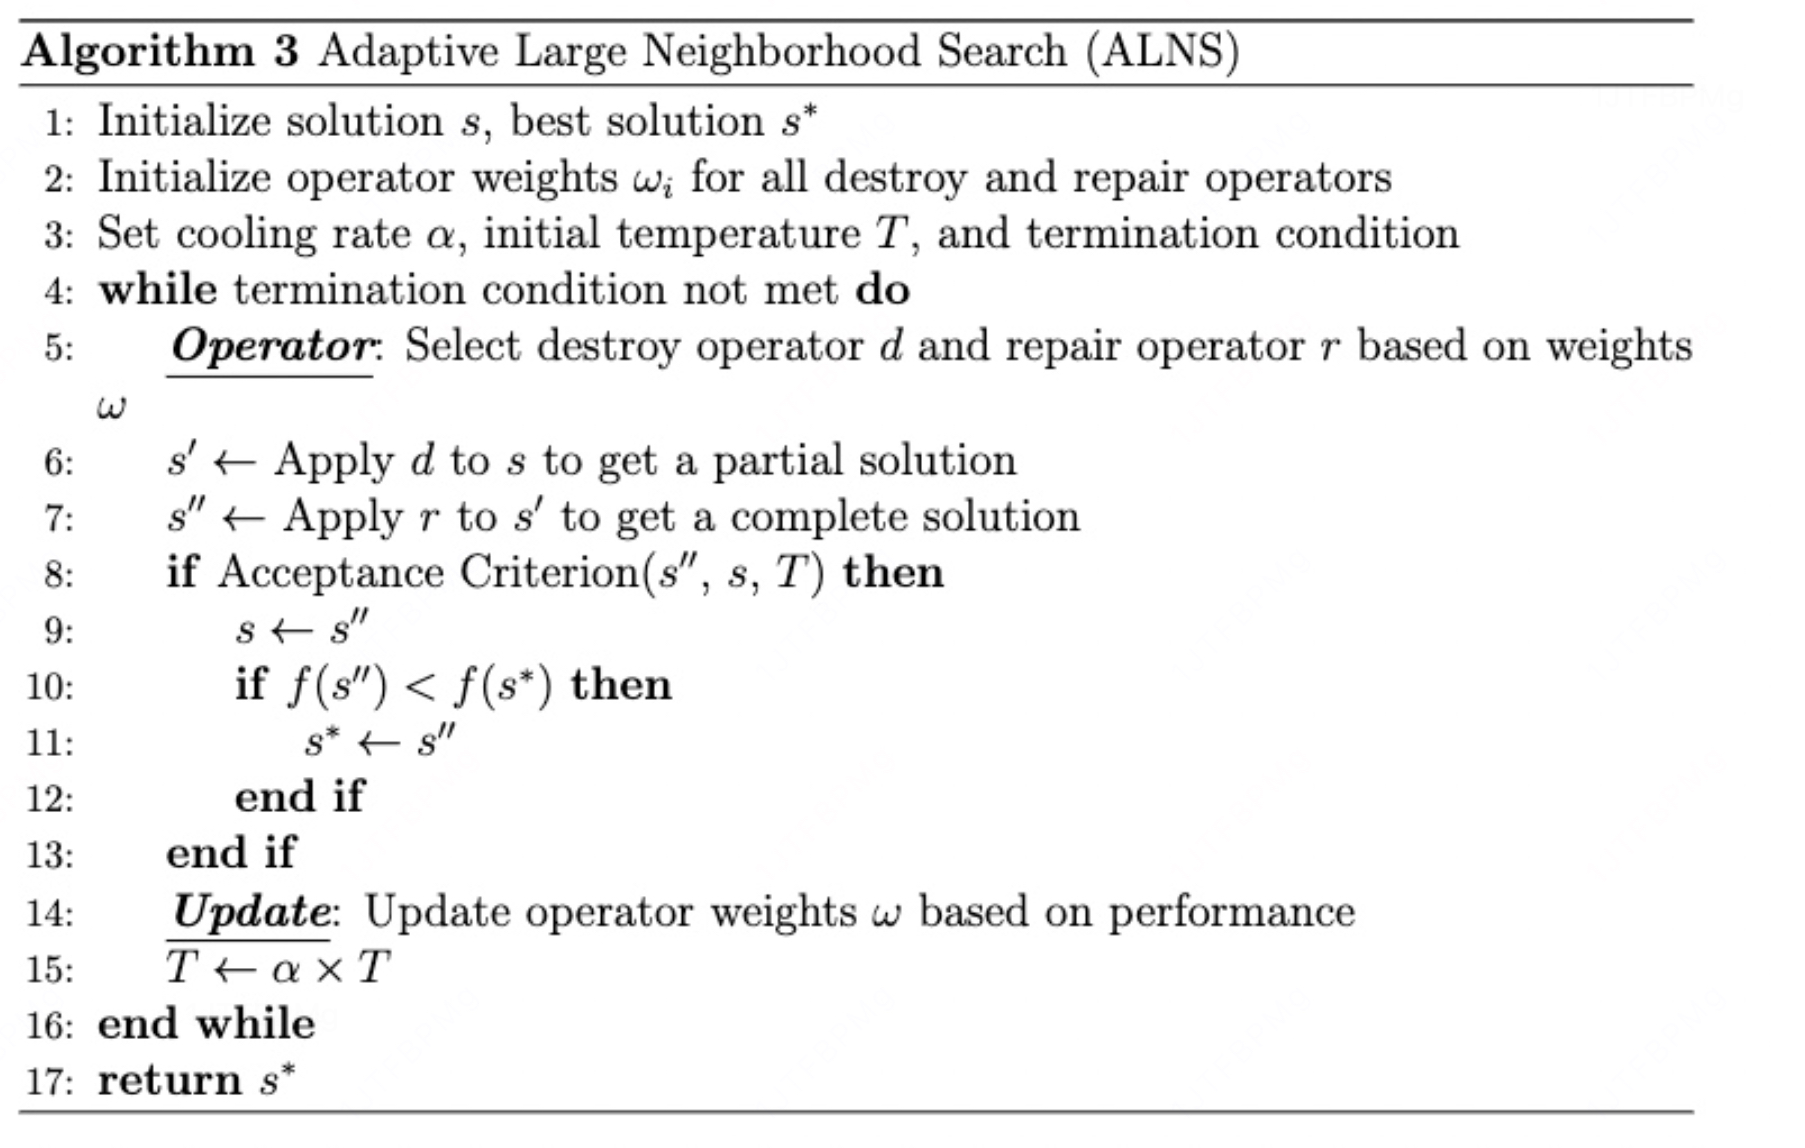 Algorithm 3 Adaptive Large Neighborhood Search (ALNS)
1: Initialize solution s, best solution s*
2: Initialize operator weights ωᵢ for all destroy and repair operators
3: Set cooling rate α, initial temperature T, and termination condition
4: while termination condition not met do
5: Operator: Select destroy operator d and repair operator r based on weights
ω
6: s′ ← Apply d to s to get a partial solution
7: s″ ← Apply r to s′ to get a complete solution
8: if Acceptance Criterion(s″, s, T) then
9: s ← s″
10: if f(s″) < f(s*) then
11: s* ← s″
12: end if
13: end if
14: Update: Update operator weights ω based on performance
15: T ← α × T
16: end while
17: return s*